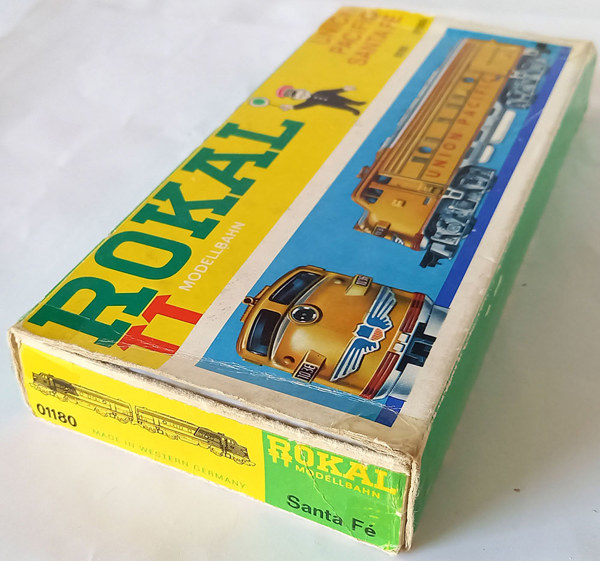 UNION
PACIFIC
SANTA FE
ROKAL
TT
MODELLBAHN
UNION PACIFIC
1038
01180
MADE IN WESTERN GERMANY
ROKAL
TT MODELLBAHN
Santa Fé